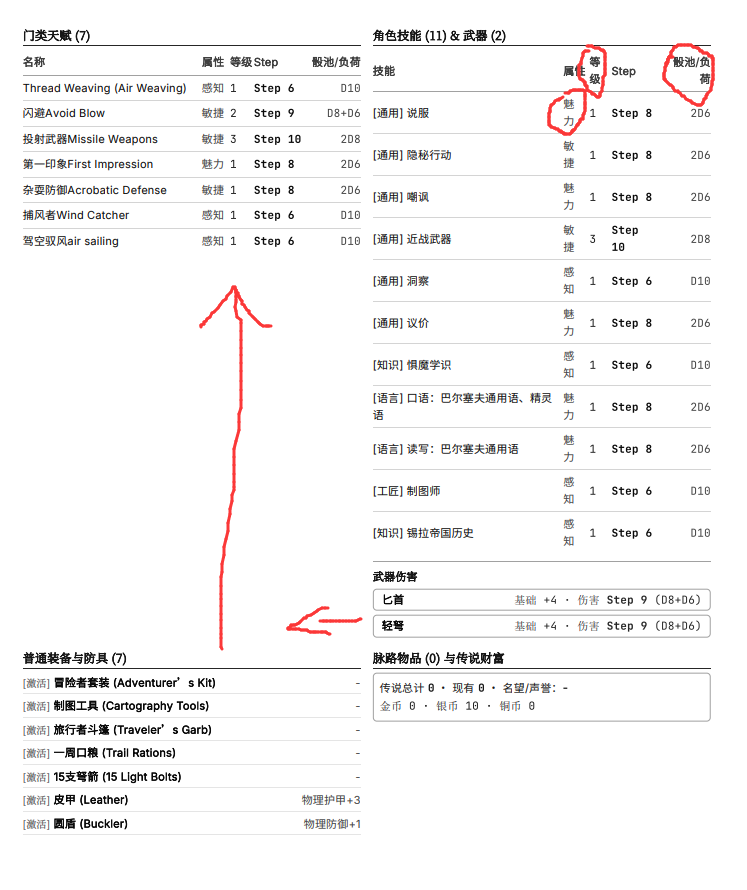 门类天赋 (7)
名称 属性 等级 Step 骰池/负荷
Thread Weaving (Air Weaving) 感知 1 Step 6 D10
闪避Avoid Blow 敏捷 2 Step 9 D8+D6
投射武器Missile Weapons 敏捷 3 Step 10 2D8
第一印象First Impression 魅力 1 Step 8 2D6
杂耍防御Acrobatic Defense 敏捷 1 Step 8 2D6
捕风者Wind Catcher 感知 1 Step 6 D10
驾空驭风air sailing 感知 1 Step 6 D10
角色技能 (11) & 武器 (2)
技能 属性 等级 Step 骰池/负荷
[通用] 说服 魅力 1 Step 8 2D6
[通用] 隐秘行动 敏捷 1 Step 8 2D6
[通用] 嘲讽 魅力 1 Step 8 2D6
[通用] 近战武器 敏捷 3 Step 10 2D8
[通用] 洞察 感知 1 Step 6 D10
[通用] 议价 魅力 1 Step 8 2D6
[知识] 惧魔学识 感知 1 Step 6 D10
[语言] 口语：巴尔塞夫通用语、精灵语 魅力 1 Step 8 2D6
[语言] 读写：巴尔塞夫通用语 魅力 1 Step 8 2D6
[工匠] 制图师 感知 1 Step 6 D10
[知识] 锡拉帝国历史 感知 1 Step 6 D10
武器伤害
匕首 基础 +4 · 伤害 Step 9 (D8+D6)
轻弩 基础 +4 · 伤害 Step 9 (D8+D6)
普通装备与防具 (7)
[激活] 冒险者套装 (Adventurer’s Kit) -
[激活] 制图工具 (Cartography Tools) -
[激活] 旅行者斗篷 (Traveler’s Garb) -
[激活] 一周口粮 (Trail Rations) -
[激活] 15支弩箭 (15 Light Bolts) -
[激活] 皮甲 (Leather) 物理护甲+3
[激活] 圆盾 (Buckler) 物理防御+1
脉路物品 (0) 与传说财富
传说总计 0 · 现有 0 · 名望/声誉：-
金币 0 · 银币 10 · 铜币 0